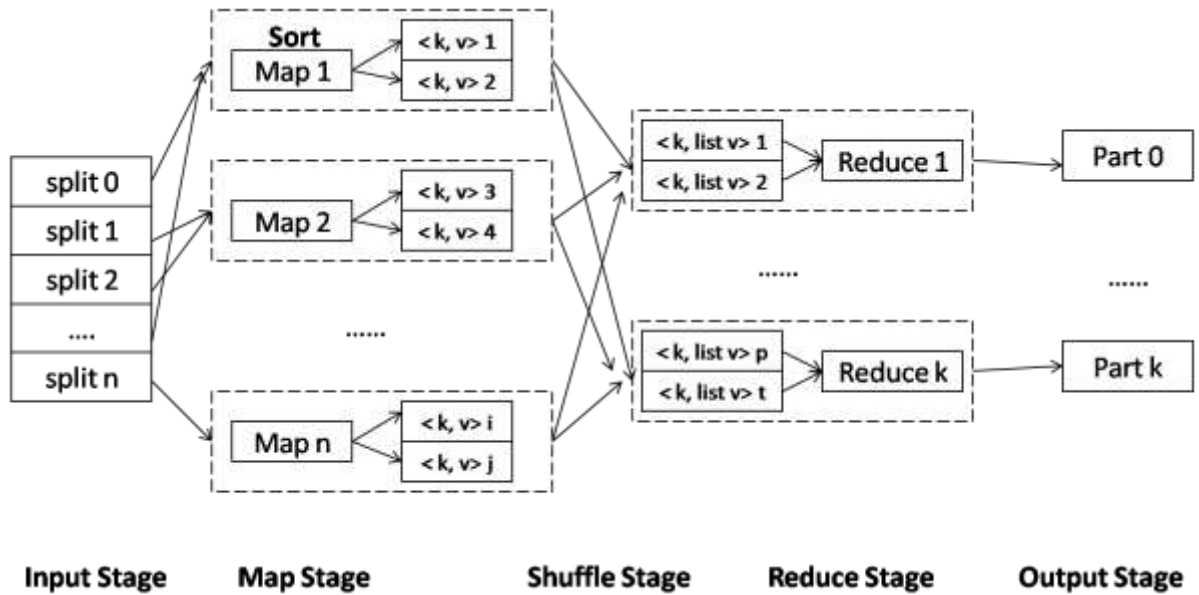 Sort
Map 1
< k, v> 1
< k, v> 2
split 0
split 1
split 2
....
split n
Map 2
< k, v> 3
< k, v> 4
......
Map n
< k, v> i
< k, v> j
< k, list v> 1
< k, list v> 2
Reduce 1
......
< k, list v> p
< k, list v> t
Reduce k
Part 0
......
Part k
Input Stage Map Stage Shuffle Stage Reduce Stage Output Stage